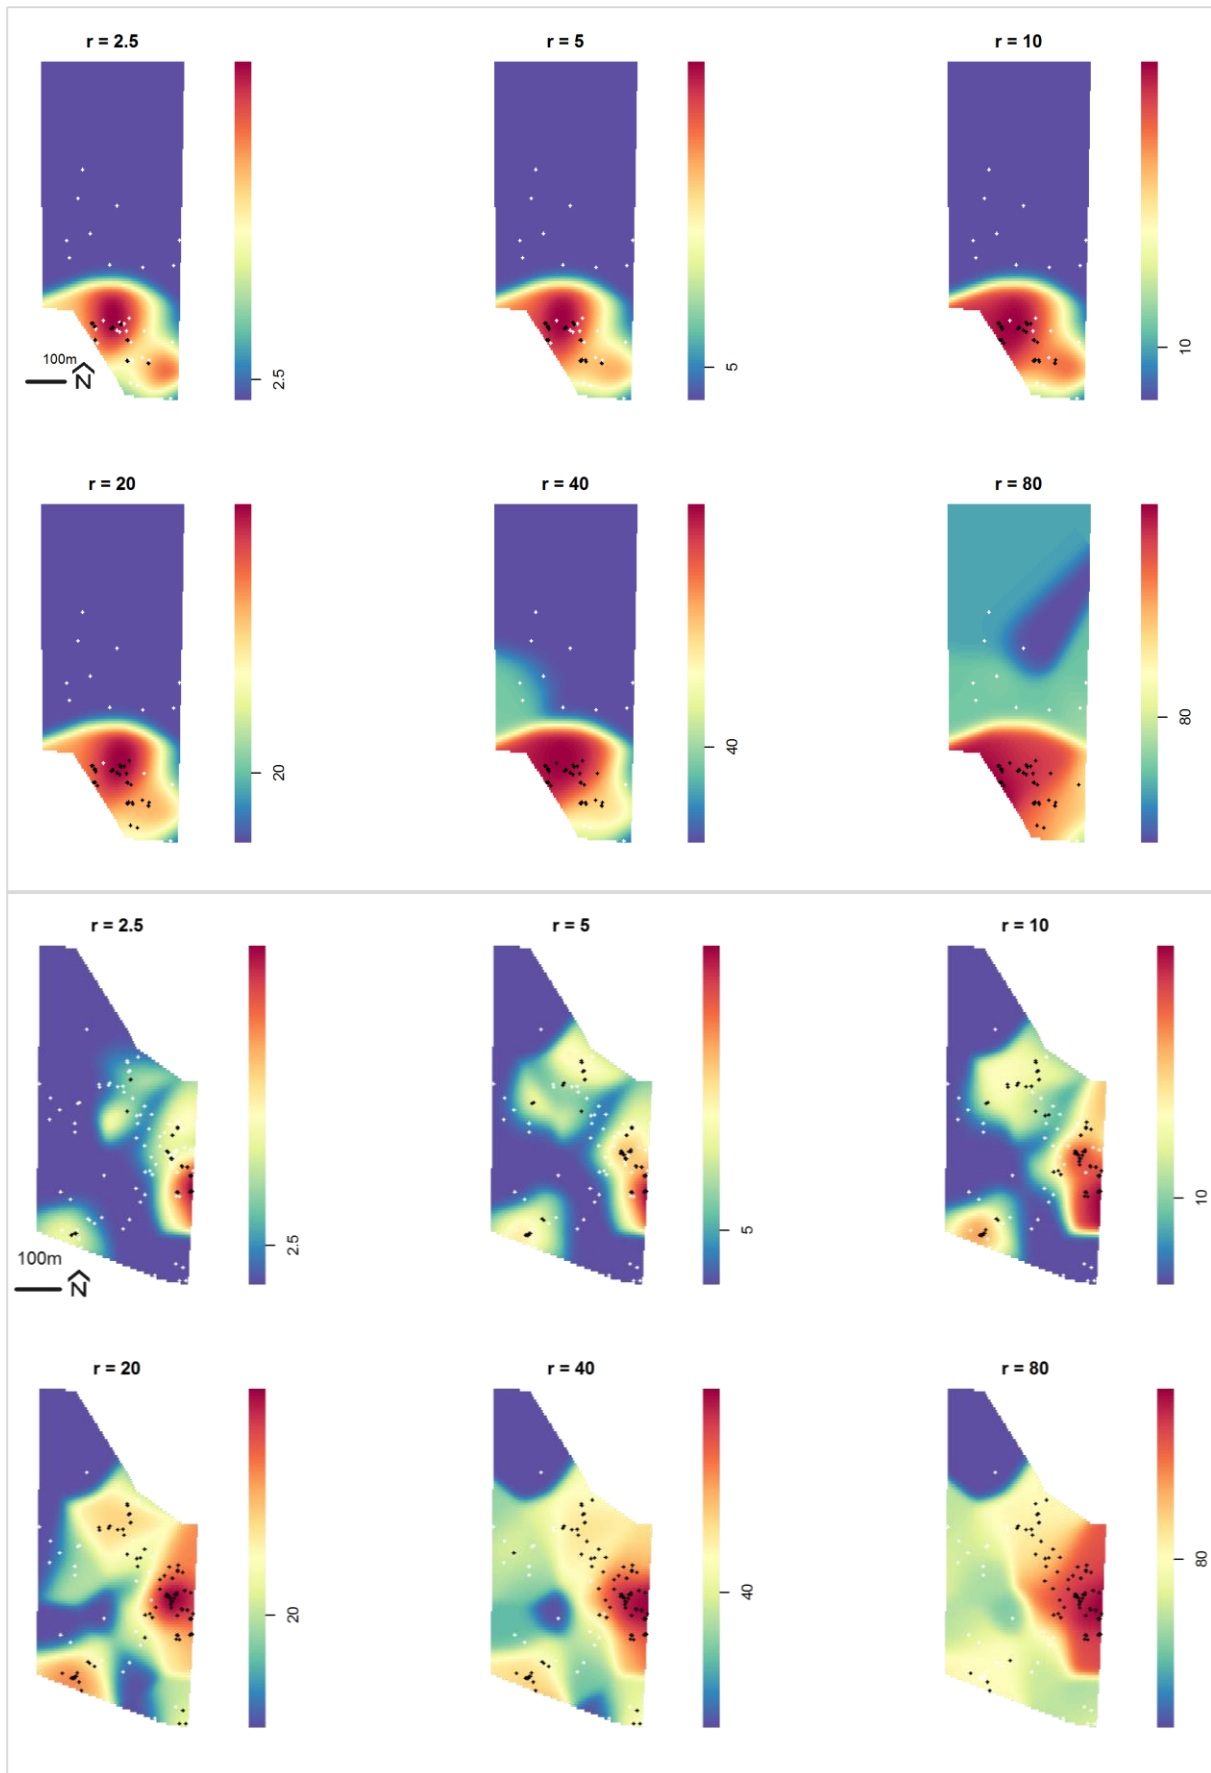 r = 2.5
r = 5
r = 10
100m
N
2.5
5
10
r = 20
r = 40
r = 80
20
40
80
r = 2.5
r = 5
r = 10
100m
N
2.5
5
10
r = 20
r = 40
r = 80
20
40
80